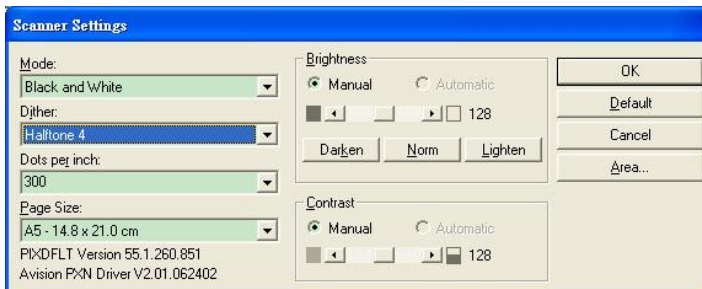 Scanner Settings
Mode:
Black and White
Dither:
Halftone 4
Dots per inch:
300
Page Size:
A5 - 14.8 x 21.0 cm
PIXDFLT Version 55.1.260.851
Avision PXN Driver V2.01.062402
Brightness
Manual Automatic
128
Darken Norm Lighten
Contrast
Manual Automatic
128
OK
Default
Cancel
Area...